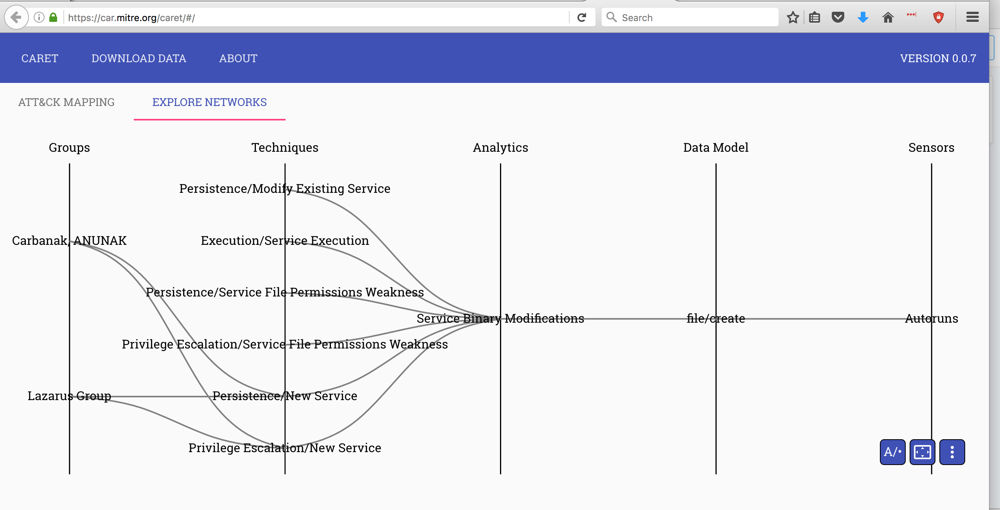 https://car.mitre.org/caret/#/
Search
CARET DOWNLOAD DATA ABOUT VERSION 0.0.7
ATT&CK MAPPING EXPLORE NETWORKS
Groups Techniques Analytics Data Model Sensors
Persistence/Modify Existing Service
Carbanak, ANUNAK Execution/Service Execution
Persistence/Service File Permissions Weakness
Service Binary Modifications file/create Autoruns
Privilege Escalation/Service File Permissions Weakness
Lazarus Group Persistence/New Service
Privilege Escalation/New Service
A/•